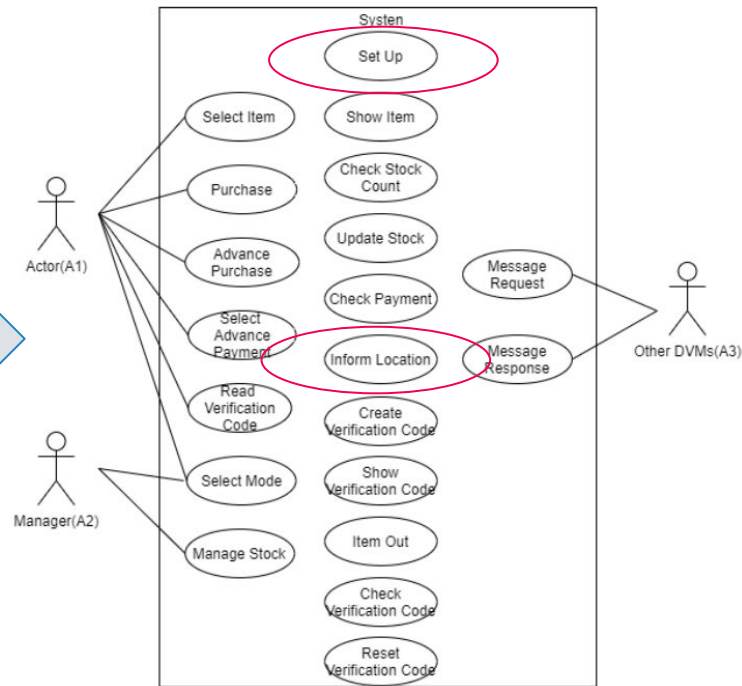 Systen
Set Up
Select Item
Show Item
Purchase
Check Stock
Count
Actor(A1)
Advance
Purchase
Update Stock
Message
Request
Select
Advance
Payment
Check Payment
Inform Location
Message
Response
Other DVMs(A3)
Read
Verification
Code
Create
Verification Code
Manager(A2)
Select Mode
Show
Verification Code
Manage Stock
Item Out
Check
Verification Code
Reset
Verification Code